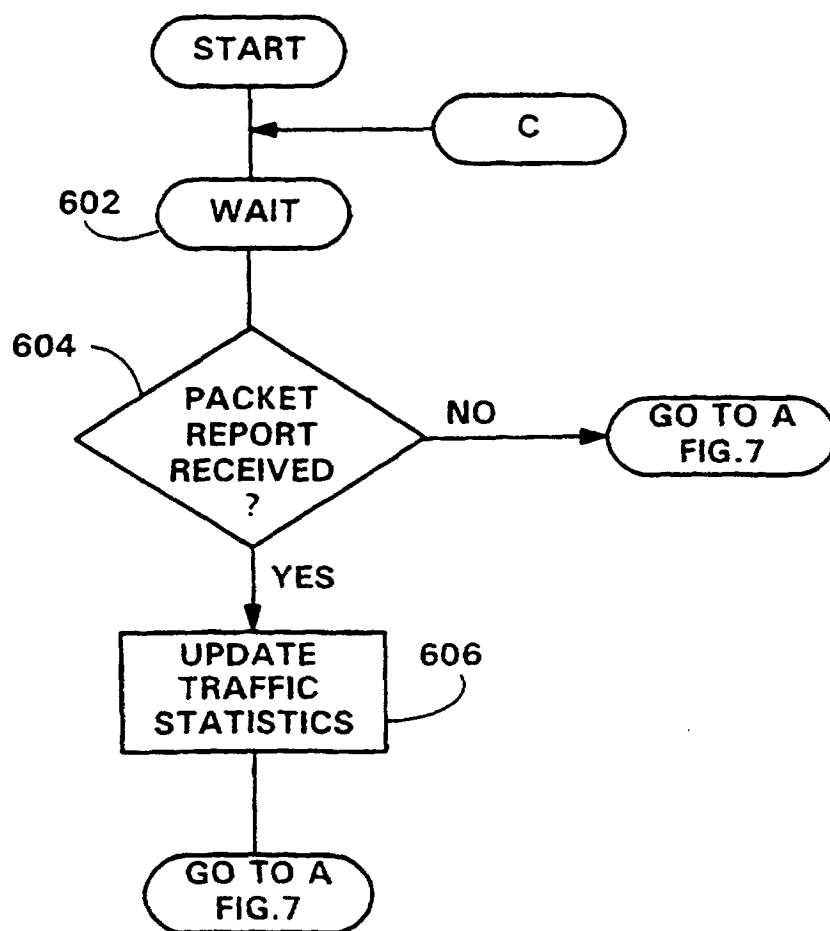 START
C
602
WAIT
604
PACKET
REPORT
RECEIVED
?
NO
GO TO A
FIG.7
YES
UPDATE
TRAFFIC
STATISTICS
606
GO TO A
FIG.7